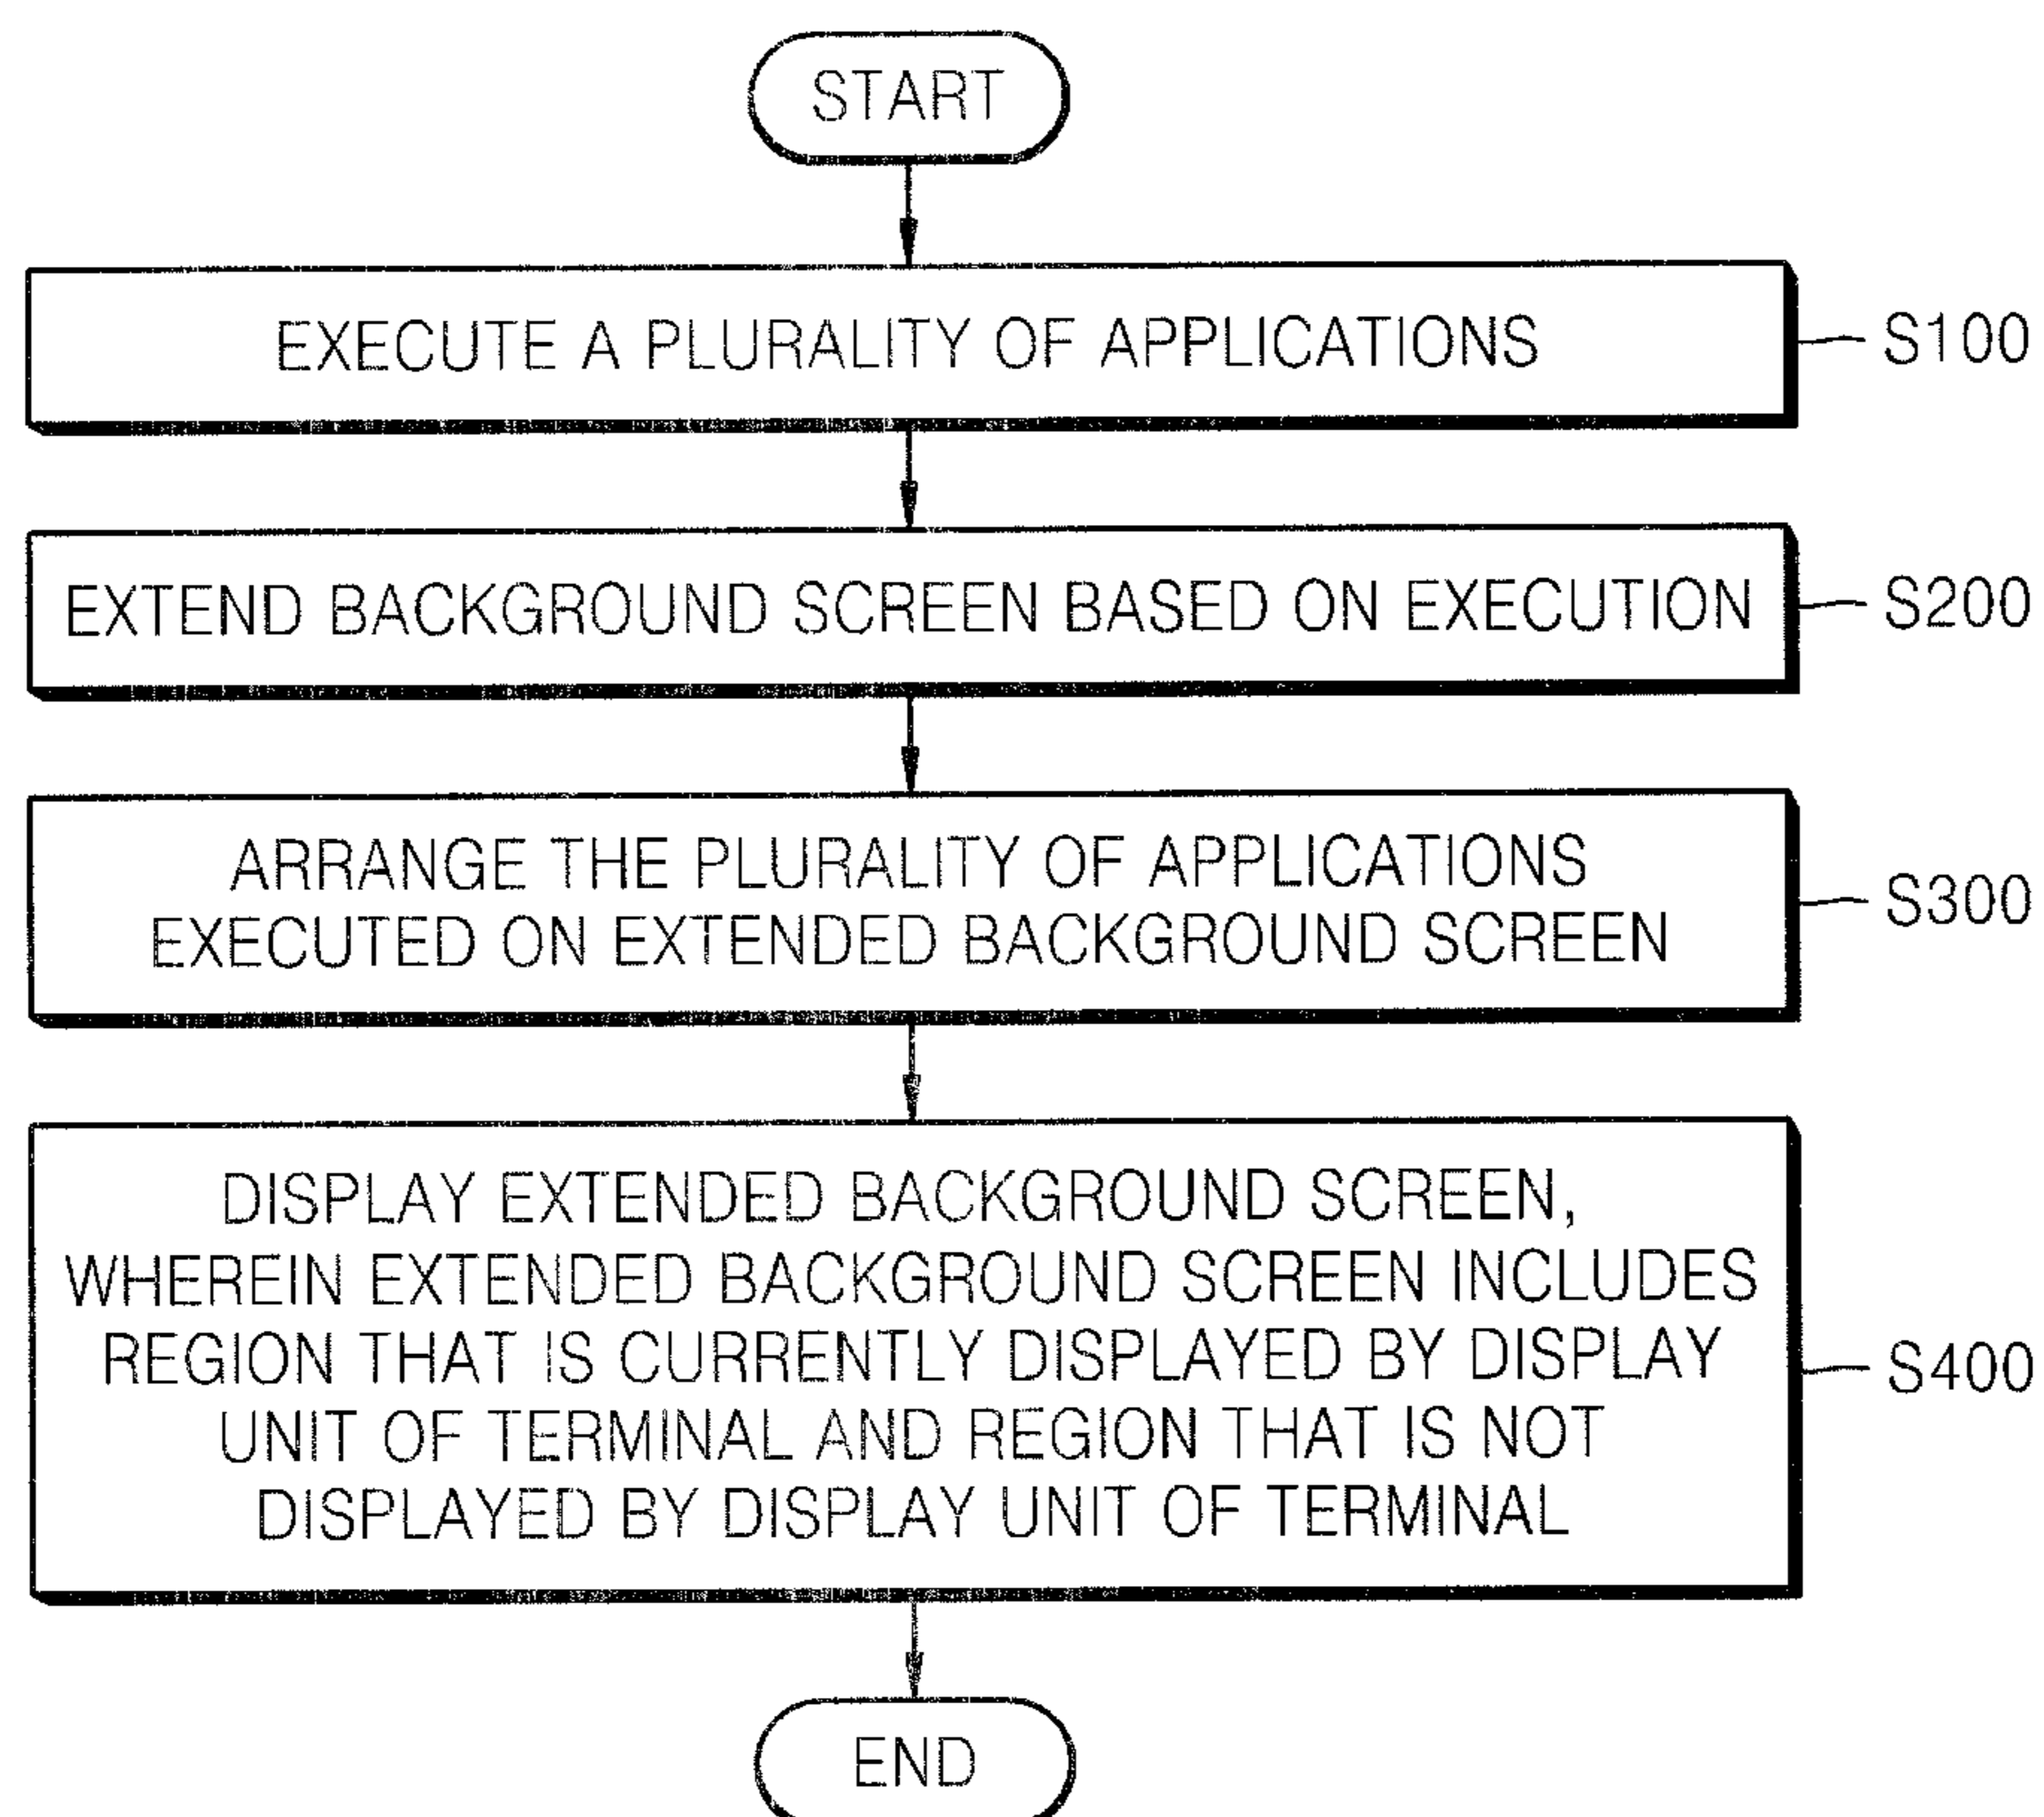 START
EXECUTE A PLURALITY OF APPLICATIONS
S100
EXTEND BACKGROUND SCREEN BASED ON EXECUTION
S200
ARRANGE THE PLURALITY OF APPLICATIONS
EXECUTED ON EXTENDED BACKGROUND SCREEN
S300
DISPLAY EXTENDED BACKGROUND SCREEN,
WHEREIN EXTENDED BACKGROUND SCREEN INCLUDES
REGION THAT IS CURRENTLY DISPLAYED BY DISPLAY
UNIT OF TERMINAL AND REGION THAT IS NOT
DISPLAYED BY DISPLAY UNIT OF TERMINAL
S400
END